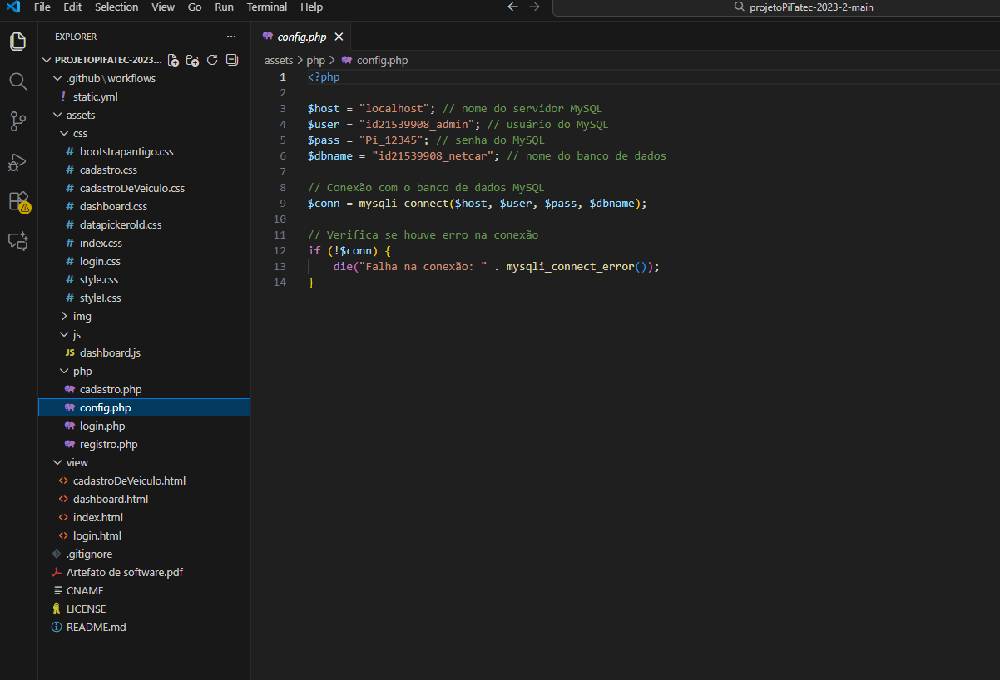 File Edit Selection View Go Run Terminal Help
projetoPiFatec-2023-2-main
EXPLORER
PROJETOPIFATEC-2023...
.github\workflows
! static.yml
assets
css
# bootstrapantigo.css
# cadastro.css
# cadastroDeVeiculo.css
# dashboard.css
# datapickerold.css
# index.css
# login.css
# style.css
# stylel.css
img
js
JS dashboard.js
php
cadastro.php
config.php
login.php
registro.php
view
<> cadastroDeVeiculo.html
<> dashboard.html
<> index.html
<> login.html
.gitignore
Artefato de software.pdf
CNAME
LICENSE
README.md
config.php
assets > php > config.php
1 <?php
2
3 $host = "localhost"; // nome do servidor MySQL
4 $user = "id21539908_admin"; // usuário do MySQL
5 $pass = "Pi_12345"; // senha do MySQL
6 $dbname = "id21539908_netcar"; // nome do banco de dados
7
8 // Conexão com o banco de dados MySQL
9 $conn = mysqli_connect($host, $user, $pass, $dbname);
10
11 // Verifica se houve erro na conexão
12 if (!$conn) {
13 die("Falha na conexão: " . mysqli_connect_error());
14 }